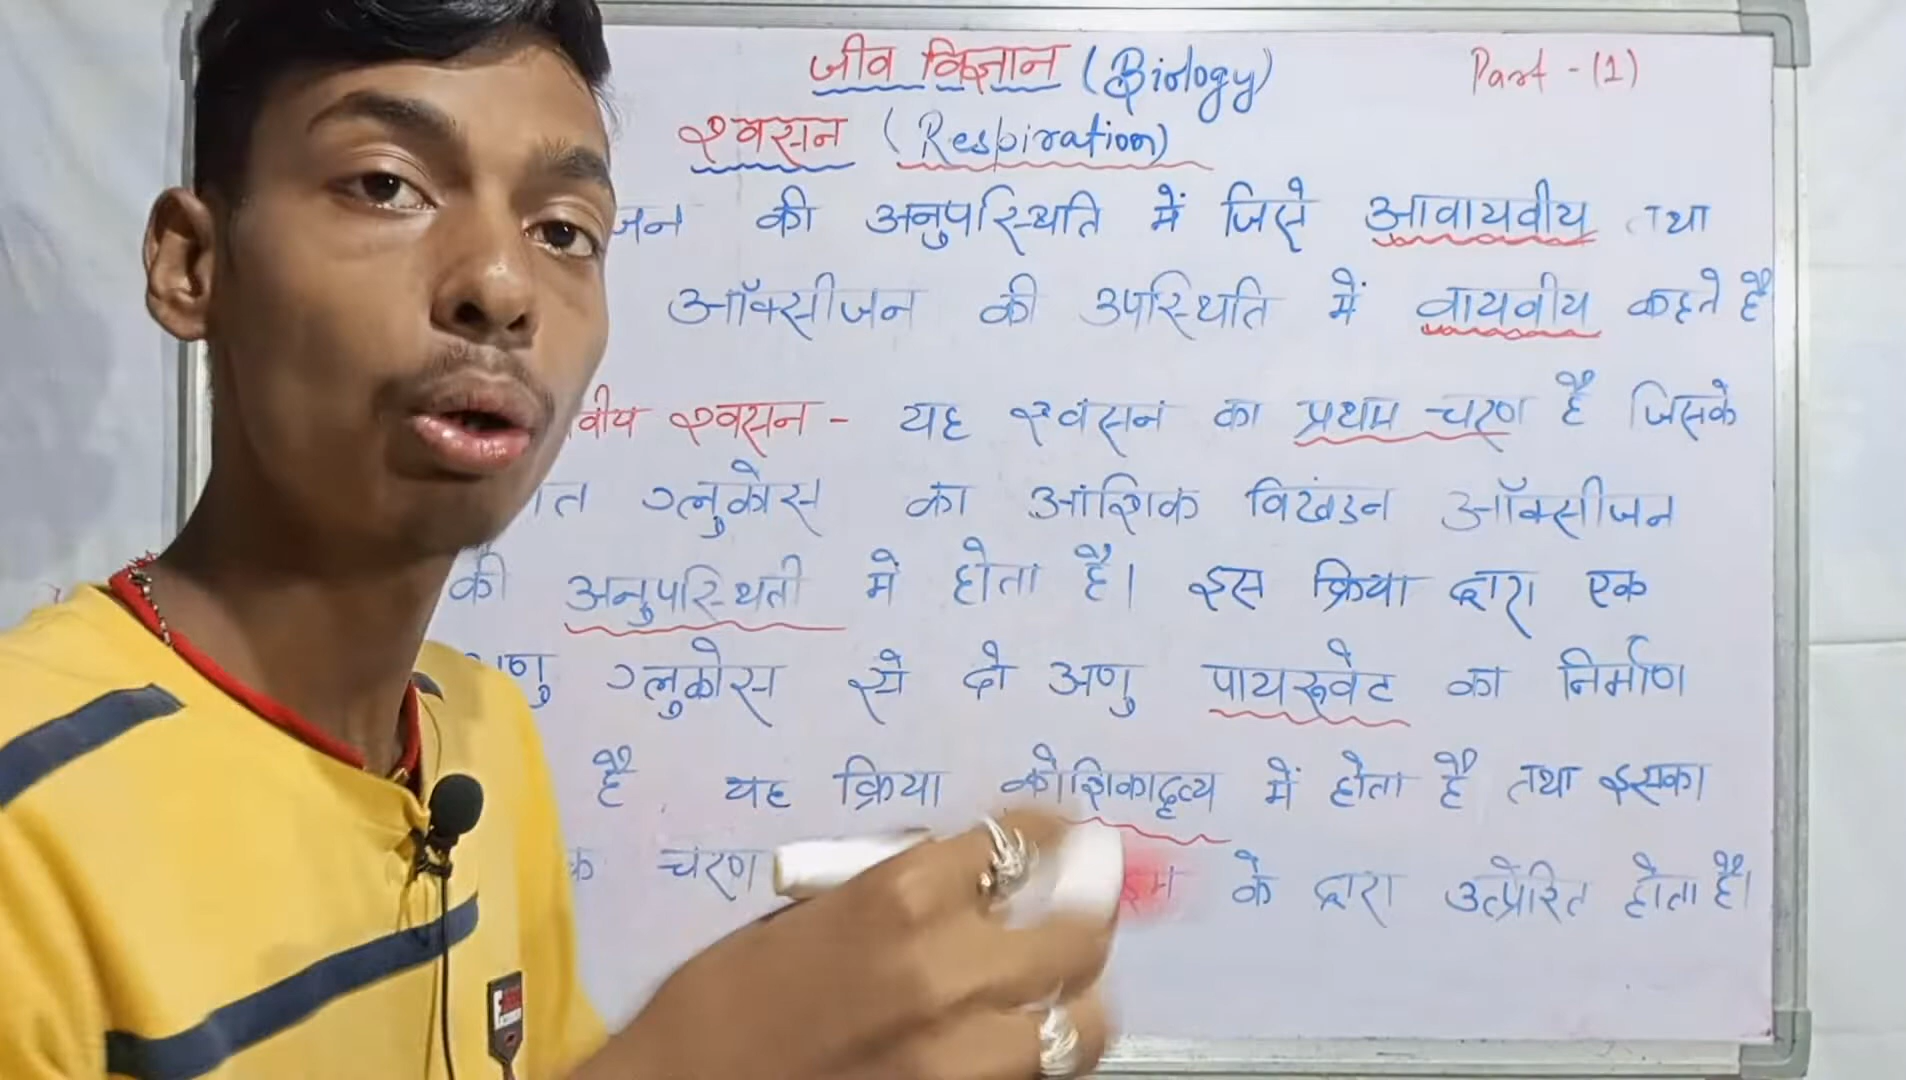 जीव विज्ञान (Biology) Part - (1)
श्वसन (Respiration)
जन की अनुपस्थिति में जिसे आवायवीय तथा
ऑक्सीजन की उपस्थिति में वायवीय कहते है
वीय श्वसन - यह श्वसन का प्रथम चरण है जिसके
ग्लुकोस का आंशिक विखंडन ऑक्सीजन
की अनुपस्थिती में होता है। इस क्रिया द्वारा एक
ग्लुकोस से दो अणु पायरूवेट का निर्माण
है यह क्रिया कोशिकाद्रव्य में होता है तथा इसका
चरण के द्वारा उत्प्रेरित होता है।